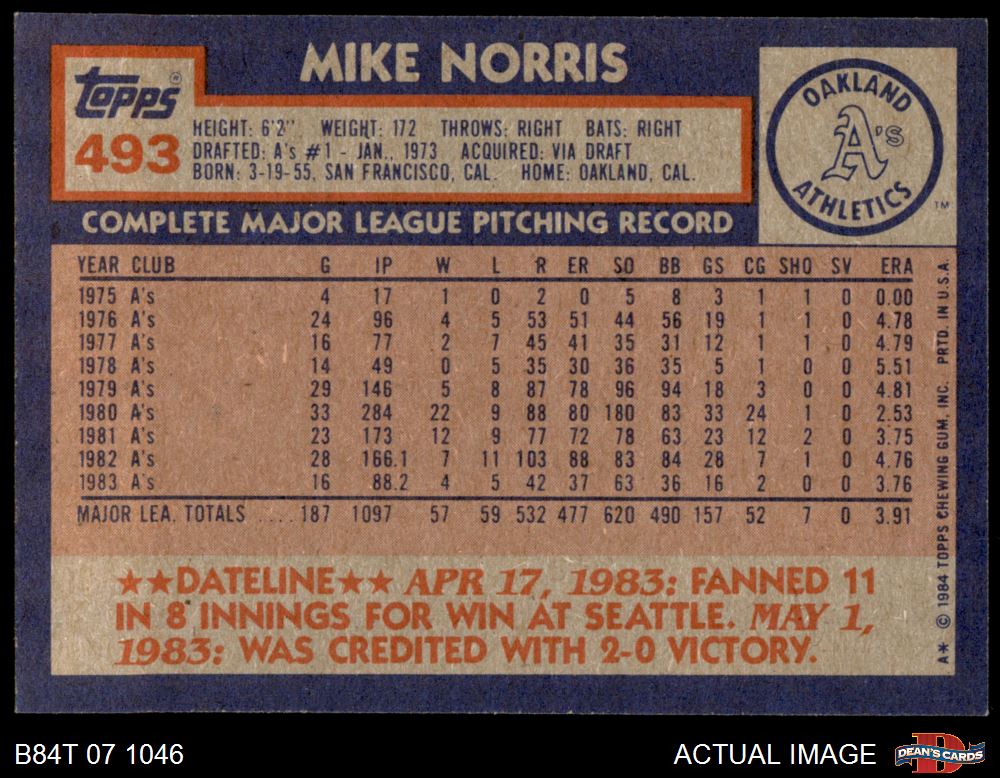 MIKE NORRIS
topps®
493
HEIGHT: 6'2" WEIGHT: 172 THROWS: RIGHT BATS: RIGHT
DRAFTED: A's #1 - JAN., 1973 ACQUIRED: VIA DRAFT
BORN: 3-19-55, SAN FRANCISCO, CAL. HOME: OAKLAND, CAL.
OAKLAND
A's
ATHLETICS
TM
COMPLETE MAJOR LEAGUE PITCHING RECORD
YEAR CLUB G IP W L R ER SO BB GS CG SHO SV ERA
1975 A's 4 17 1 0 2 0 5 8 3 1 1 0 0.00
1976 A's 24 96 4 5 53 51 44 56 19 1 1 0 4.78
1977 A's 16 77 2 7 45 41 35 31 12 1 1 0 4.79
1978 A's 14 49 0 5 35 30 36 35 5 1 0 0 5.51
1979 A's 29 146 5 8 87 78 96 94 18 3 0 0 4.81
1980 A's 33 284 22 9 88 80 180 83 33 24 1 0 2.53
1981 A's 23 173 12 9 77 72 78 63 23 12 2 0 3.75
1982 A's 28 166.1 7 11 103 88 83 84 28 7 1 0 4.76
1983 A's 16 88.2 4 5 42 37 63 36 16 2 0 0 3.76
MAJOR LEA. TOTALS .... 187 1097 57 59 532 477 620 490 157 52 7 0 3.91
★★DATELINE★★ APR 17, 1983: FANNED 11
IN 8 INNINGS FOR WIN AT SEATTLE. MAY 1,
1983: WAS CREDITED WITH 2-0 VICTORY.
A* © 1984 TOPPS CHEWING GUM, INC. PRTD. IN U.S.A.
B84T 07 1046
ACTUAL IMAGE
DEAN'S CARDS